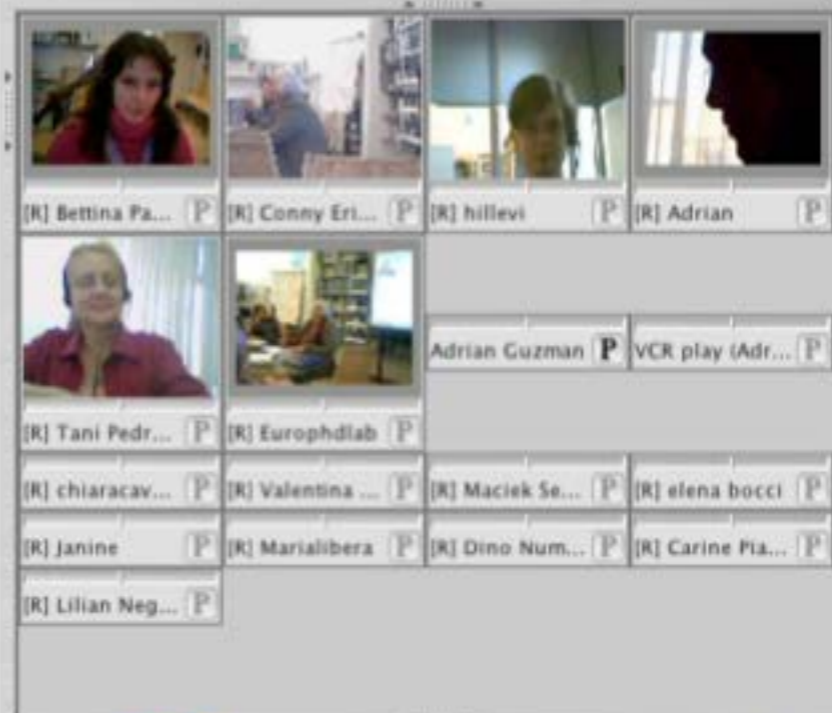 [R] Bettina Pa... P
[R] Conny Eri... P
[R] hillevi P
[R] Adrian P
[R] Tani Pedr... P
[R] Europhdlab P
Adrian Guzman P
VCR play (Adr... P
[R] chiaracav... P
[R] Valentina ... P
[R] Maciek Se... P
[R] elena bocci P
[R] Janine P
[R] Marialibera P
[R] Dino Num... P
[R] Carine Pia... P
[R] Lilian Neg... P